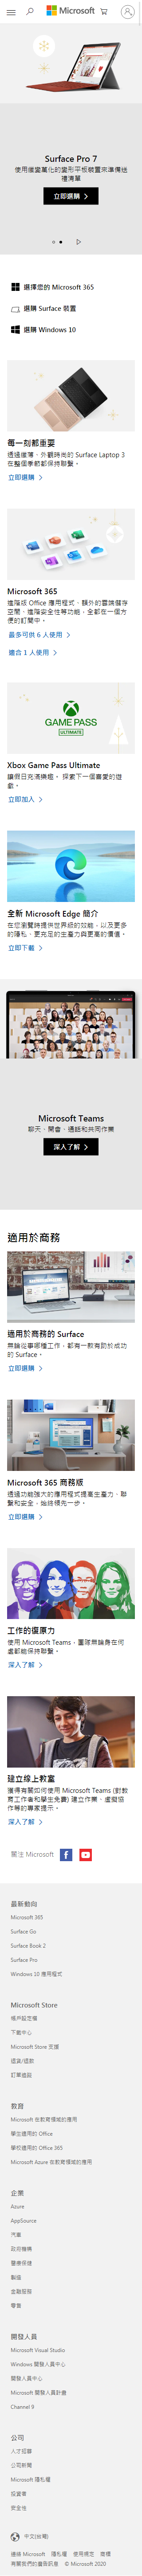 Microsoft
Surface Pro 7
使用維變萬化的變形平板裝置來準備送
禮清單
立即選購
選擇您的 Microsoft 365
選購 Surface 裝置
選購 Windows 10
每一刻都重要
透過纖薄、外觀時尚的 Surface Laptop 3
在整個季節都保持聯繫。
立即選購
Microsoft 365
進階版 Office 應用程式、額外的雲端儲存
空間、進階安全性等功能，全都在一個方
便的訂閱中。
最多可供 6 人使用
適合 1 人使用
GAME PASS
ULTIMATE
Xbox Game Pass Ultimate
讓假日充滿樂趣。 探索下一個喜愛的遊
戲。
立即加入
全新 Microsoft Edge 簡介
在您瀏覽時提供世界級的效能、以及更多
的隱私、更充足的生產力與更高的價值。
立即下載
Microsoft Teams
聊天、開會、通話和共同作業
深入了解
適用於商務
適用於商務的 Surface
無論從事哪種工作，都有一款有助於成功
的 Surface。
立即選購
Microsoft 365 商務版
透過功能強大的應用程式提高生產力、聯
繫和安全，始終領先一步。
立即選購
工作的復原力
使用 Microsoft Teams，團隊無論身在何
處都能保持聯繫。
深入了解
建立線上教室
獲得有關如何使用 Microsoft Teams (對教
育工作者和學生免費) 建立作業、虛擬協
作等的專家提示。
深入了解
關注 Microsoft
最新動向
Microsoft 365
Surface Go
Surface Book 2
Surface Pro
Windows 10 應用程式
Microsoft Store
帳戶設定檔
下載中心
Microsoft Store 支援
退貨/退款
訂單追蹤
教育
Microsoft 在教育領域的應用
學生適用的 Office
學校適用的 Office 365
Microsoft Azure 在教育領域的應用
企業
Azure
AppSource
汽車
政府機構
醫療保健
製造
金融服務
零售
開發人員
Microsoft Visual Studio
Windows 開發人員中心
開發人員中心
Microsoft 開發人員計畫
Channel 9
公司
人才招募
公司新聞
Microsoft 隱私權
投資者
安全性
中文(台灣)
連絡 Microsoft 隱私權 使用規定 商標
有關我們的廣告訊息 © Microsoft 2020